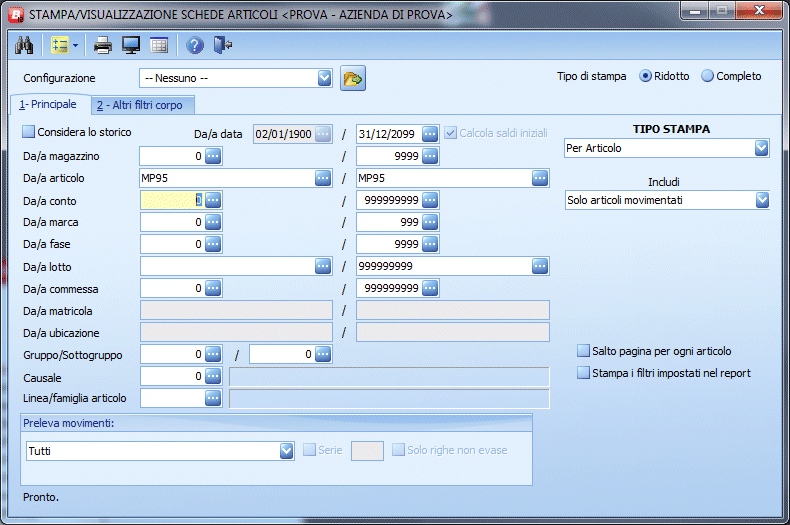 STAMPA/VISUALIZZAZIONE SCHEDE ARTICOLI <PROVA - AZIENDA DI PROVA>
Configurazione -- Nessuno -- Tipo di stampa Ridotto Completo
1- Principale 2 - Altri filtri corpo
Considera lo storico Da/a data 02/01/1900 / 31/12/2099 Calcola saldi iniziali TIPO STAMPA
Da/a magazzino 0 / 9999 Per Articolo
Da/a articolo MP95 / MP95 Includi
Da/a conto 0 / 999999999 Solo articoli movimentati
Da/a marca 0 / 999
Da/a fase 0 / 9999
Da/a lotto / 999999999
Da/a commessa 0 / 999999999
Da/a matricola /
Da/a ubicazione /
Gruppo/Sottogruppo 0 / 0 Salto pagina per ogni articolo
Causale 0 Stampa i filtri impostati nel report
Linea/famiglia articolo
Preleva movimenti:
Tutti Serie Solo righe non evase
Pronto.